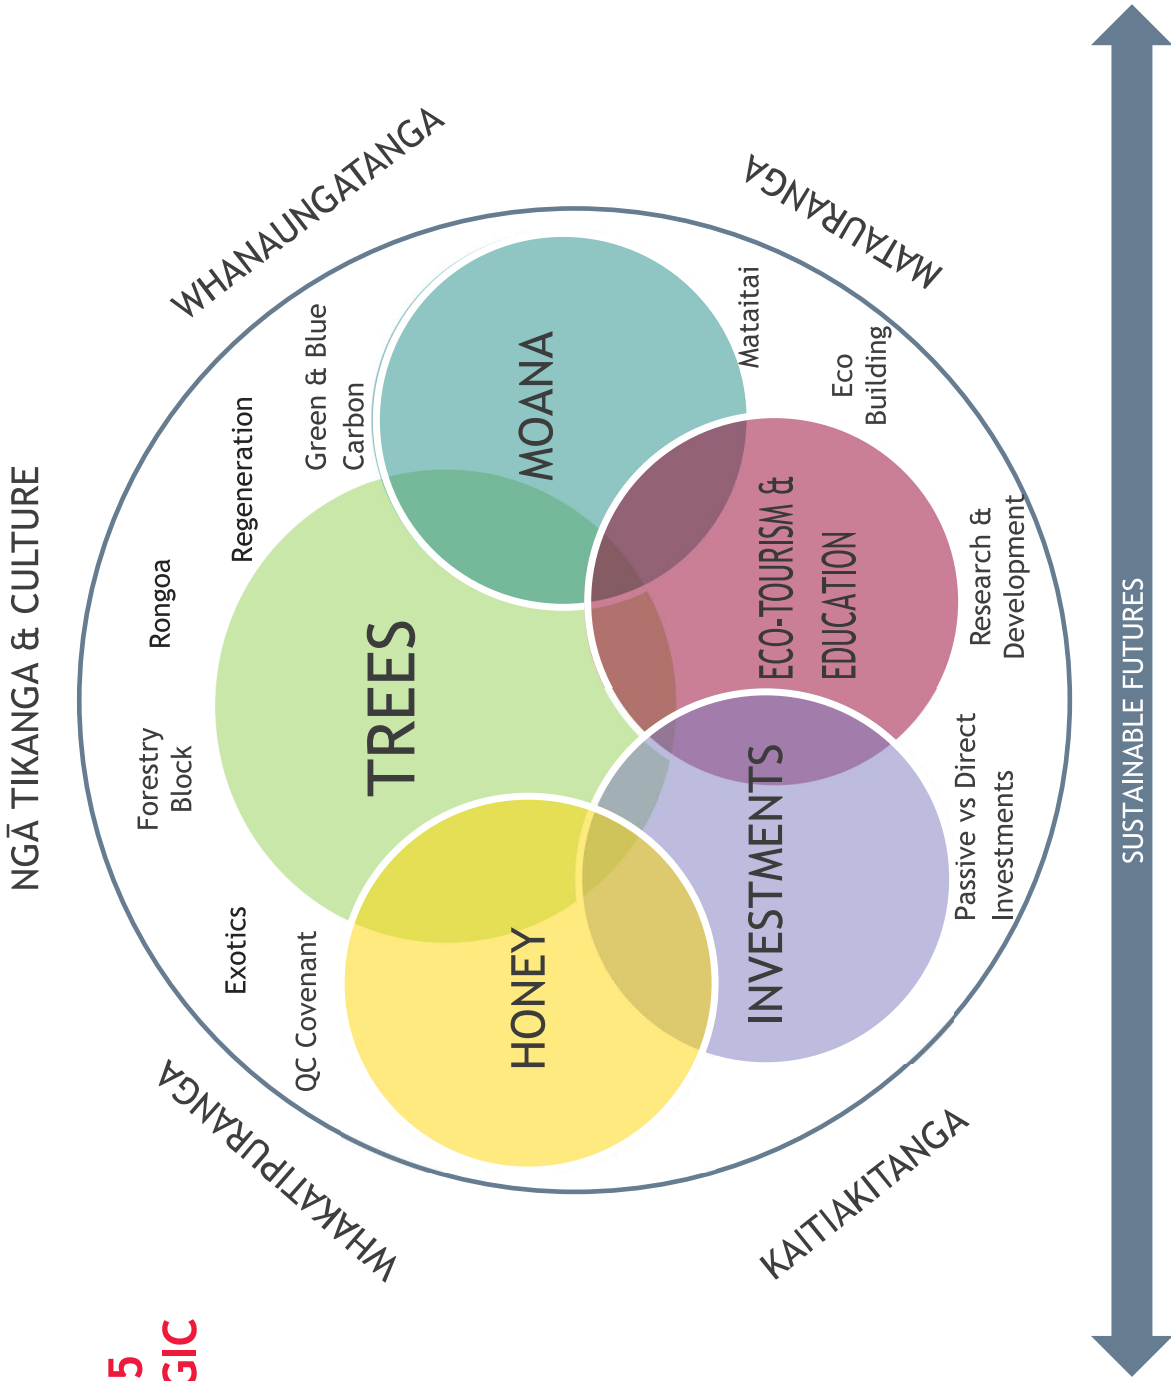 5
GIC
NGĀ TIKANGA & CULTURE
WHAKATIPURANGA
WHANAUNGATANGA
Forestry
Block
Rongoa
Exotics
Regeneration
QC Covenant
Green & Blue
Carbon
TREES
HONEY
MOANA
INVESTMENTS
ECO-TOURISM &
EDUCATION
Mataitai
Eco
Building
Passive vs Direct
Investments
Research &
Development
KAITIAKITANGA
MATAURANGA
SUSTAINABLE FUTURES